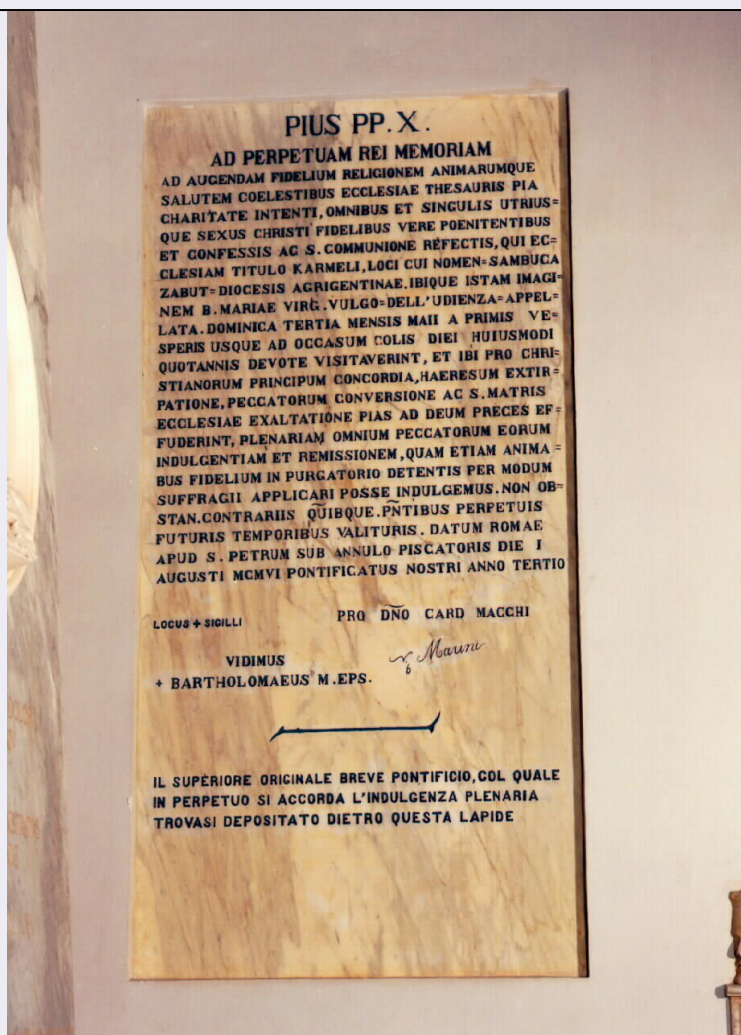 PIUS PP. X.
AD PERPETUAM REI MEMORIAM
AD AUGENDAM FIDELIUM RELIGIONEM ANIMARUMQUE
SALUTEM COELESTIBUS ECCLESIAE THESAURIS PIA
CHARITATE INTENTI, OMNIBUS ET SINGULIS UTRIUS=
QUE SEXUS CHRISTI FIDELIBUS VERE POENITENTIBUS
ET CONFESSIS AC S. COMMUNIONE REFECTIS, QUI EC=
CLESIAM TITULO KARMELI, LOCI CUI NOMEN=SAMBUCA
ZABUT=DIOCESIS AGRIGENTINAE. IBIQUE ISTAM IMAGI=
NEM B. MARIAE VIRG. VULGO=DELL'UDIENZA=APPEL=
LATA. DOMINICA TERTIA MENSIS MAII A PRIMIS VE=
SPERIS USQUE AD OCCASUM COLIS DIEI HUIUSMODI
QUOTANNIS DEVOTE VISITAVERINT, ET IBI PRO CHRI=
STIANORUM PRINCIPUM CONCORDIA, HAERESUM EXTIR=
PATIONE, PECCATORUM CONVERSIONE AC S. MATRIS
ECCLESIAE EXALTATIONE PIAS AD DEUM PRECES EF=
FUDERINT, PLENARIAM OMNIUM PECCATORUM EORUM
INDULGENTIAM ET REMISSIONEM, QUAM ETIAM ANIMA=
BUS FIDELIUM IN PURGATORIO DETENTIS PER MODUM
SUFFRAGII APPLICARI POSSE INDULGEMUS. NON OB=
STAN. CONTRARIIS QUĨBQUE. PÑTIBUS PERPETUIS
FUTURIS TEMPORIBUS VALITURIS. DATUM ROMAE
APUD S. PETRUM SUB ANNULO PISCATORIS DIE I
AUGUSTI MCMVI PONTIFICATUS NOSTRI ANNO TERTIO
LOCUS + SIGILLI
PRO DÑO CARD MACCHI
Marini
VIDIMUS
+ BARTHOLOMAEUS M. EPS.
IL SUPERIORE ORIGINALE BREVE PONTIFICIO, COL QUALE
IN PERPETUO SI ACCORDA L'INDULGENZA PLENARIA
TROVASI DEPOSITATO DIETRO QUESTA LAPIDE